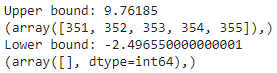 Upper bound: 9.76185
(array([351, 352, 353, 354, 355]),)
Lower bound: -2.496550000000001
(array([], dtype=int64),)